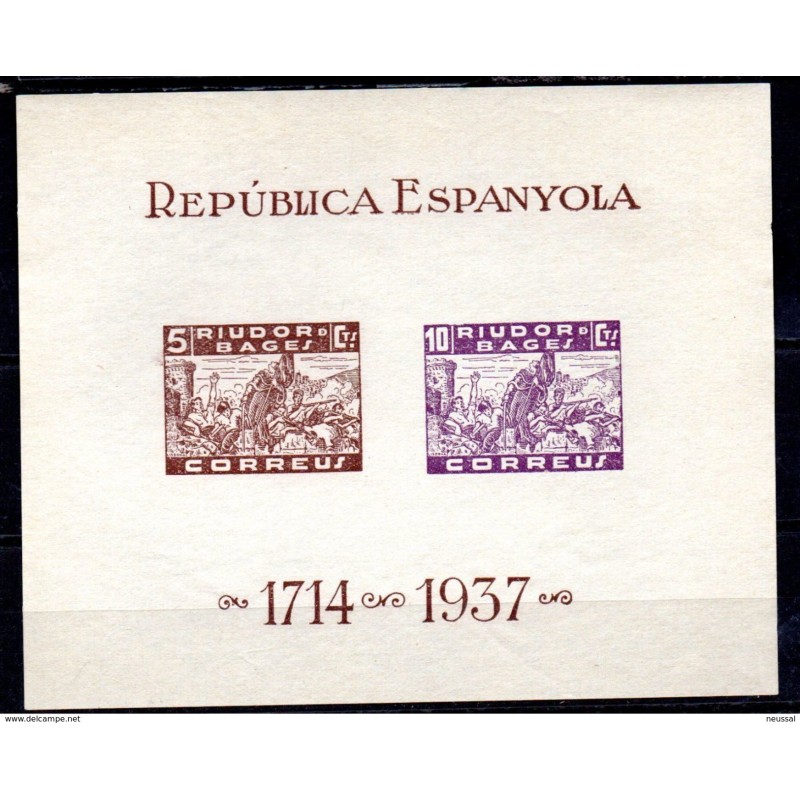 REPÚBLICA ESPANYOLA
5 RIUDOR D BAGES CTS.
CORREUS
10 RIUDOR D BAGES CTS.
CORREUS
1714 1937
www.delcampe.net
neussal